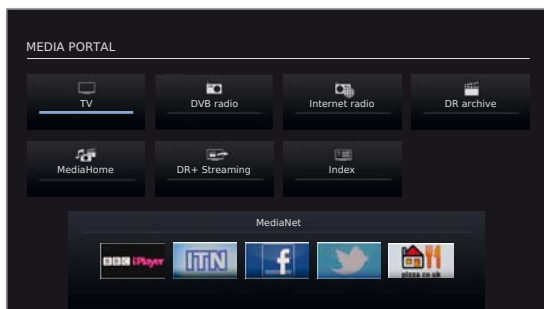 MEDIA PORTAL
TV
DVB radio
Internet radio
DR archive
MediaHome
DR+ Streaming
Index
MediaNet
BBC iPlayer
ITN
f
pizza.co.uk